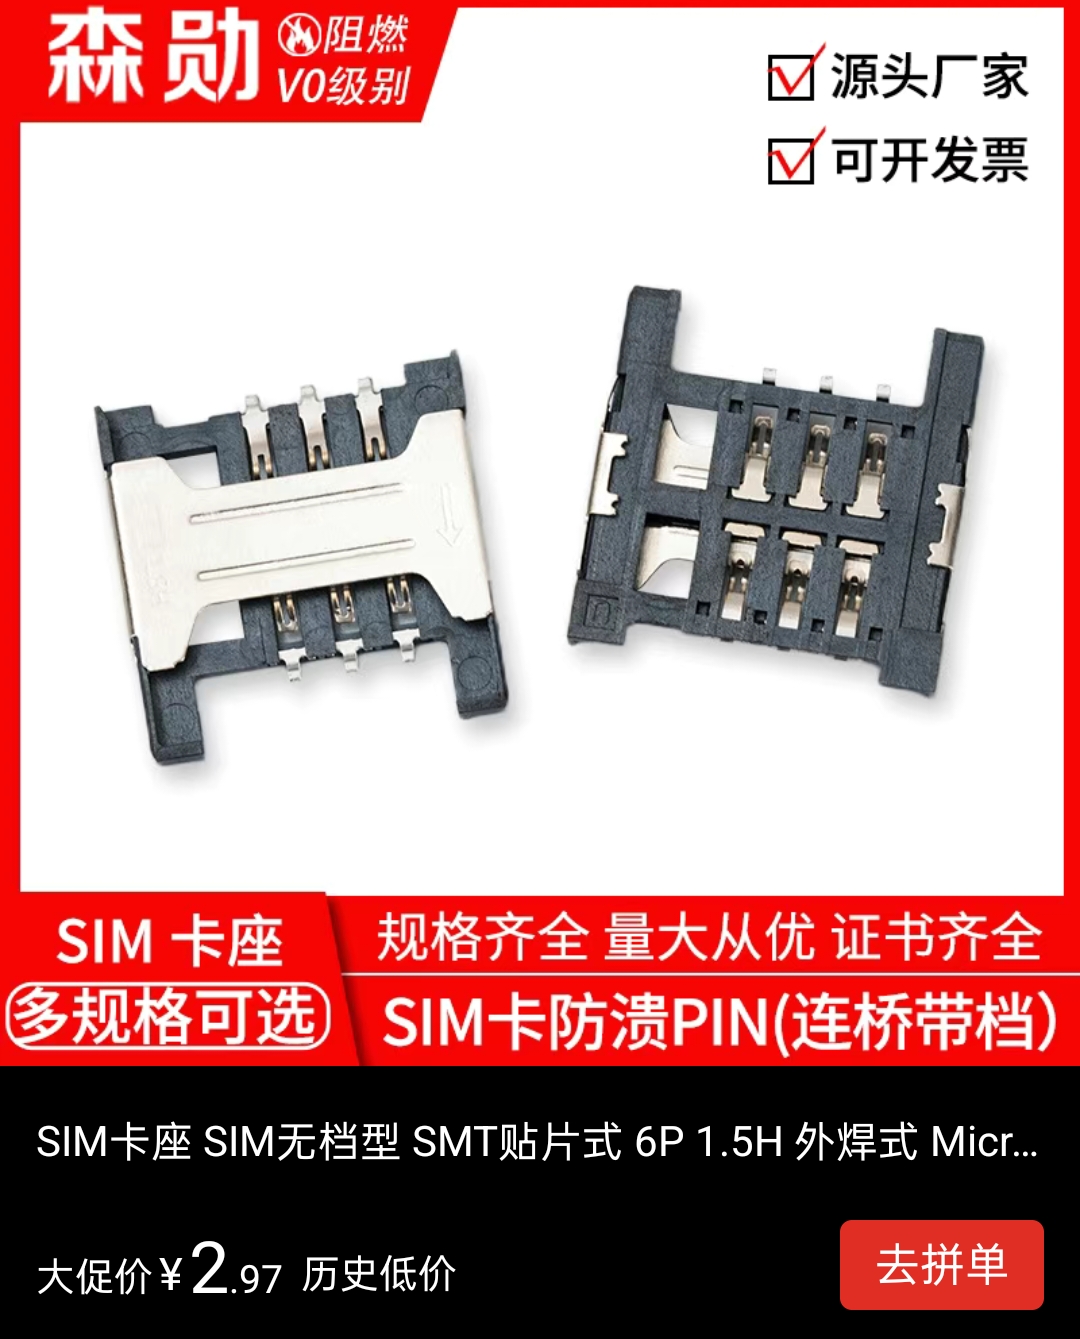 森勋
阻燃
V0级别
源头厂家
可开发票
SIM 卡座
多规格可选
规格齐全 量大从优 证书齐全
SIM卡防溃PIN(连桥带档)
SIM卡座 SIM无档型 SMT贴片式 6P 1.5H 外焊式 Micr...
大促价¥2.97 历史低价
去拼单